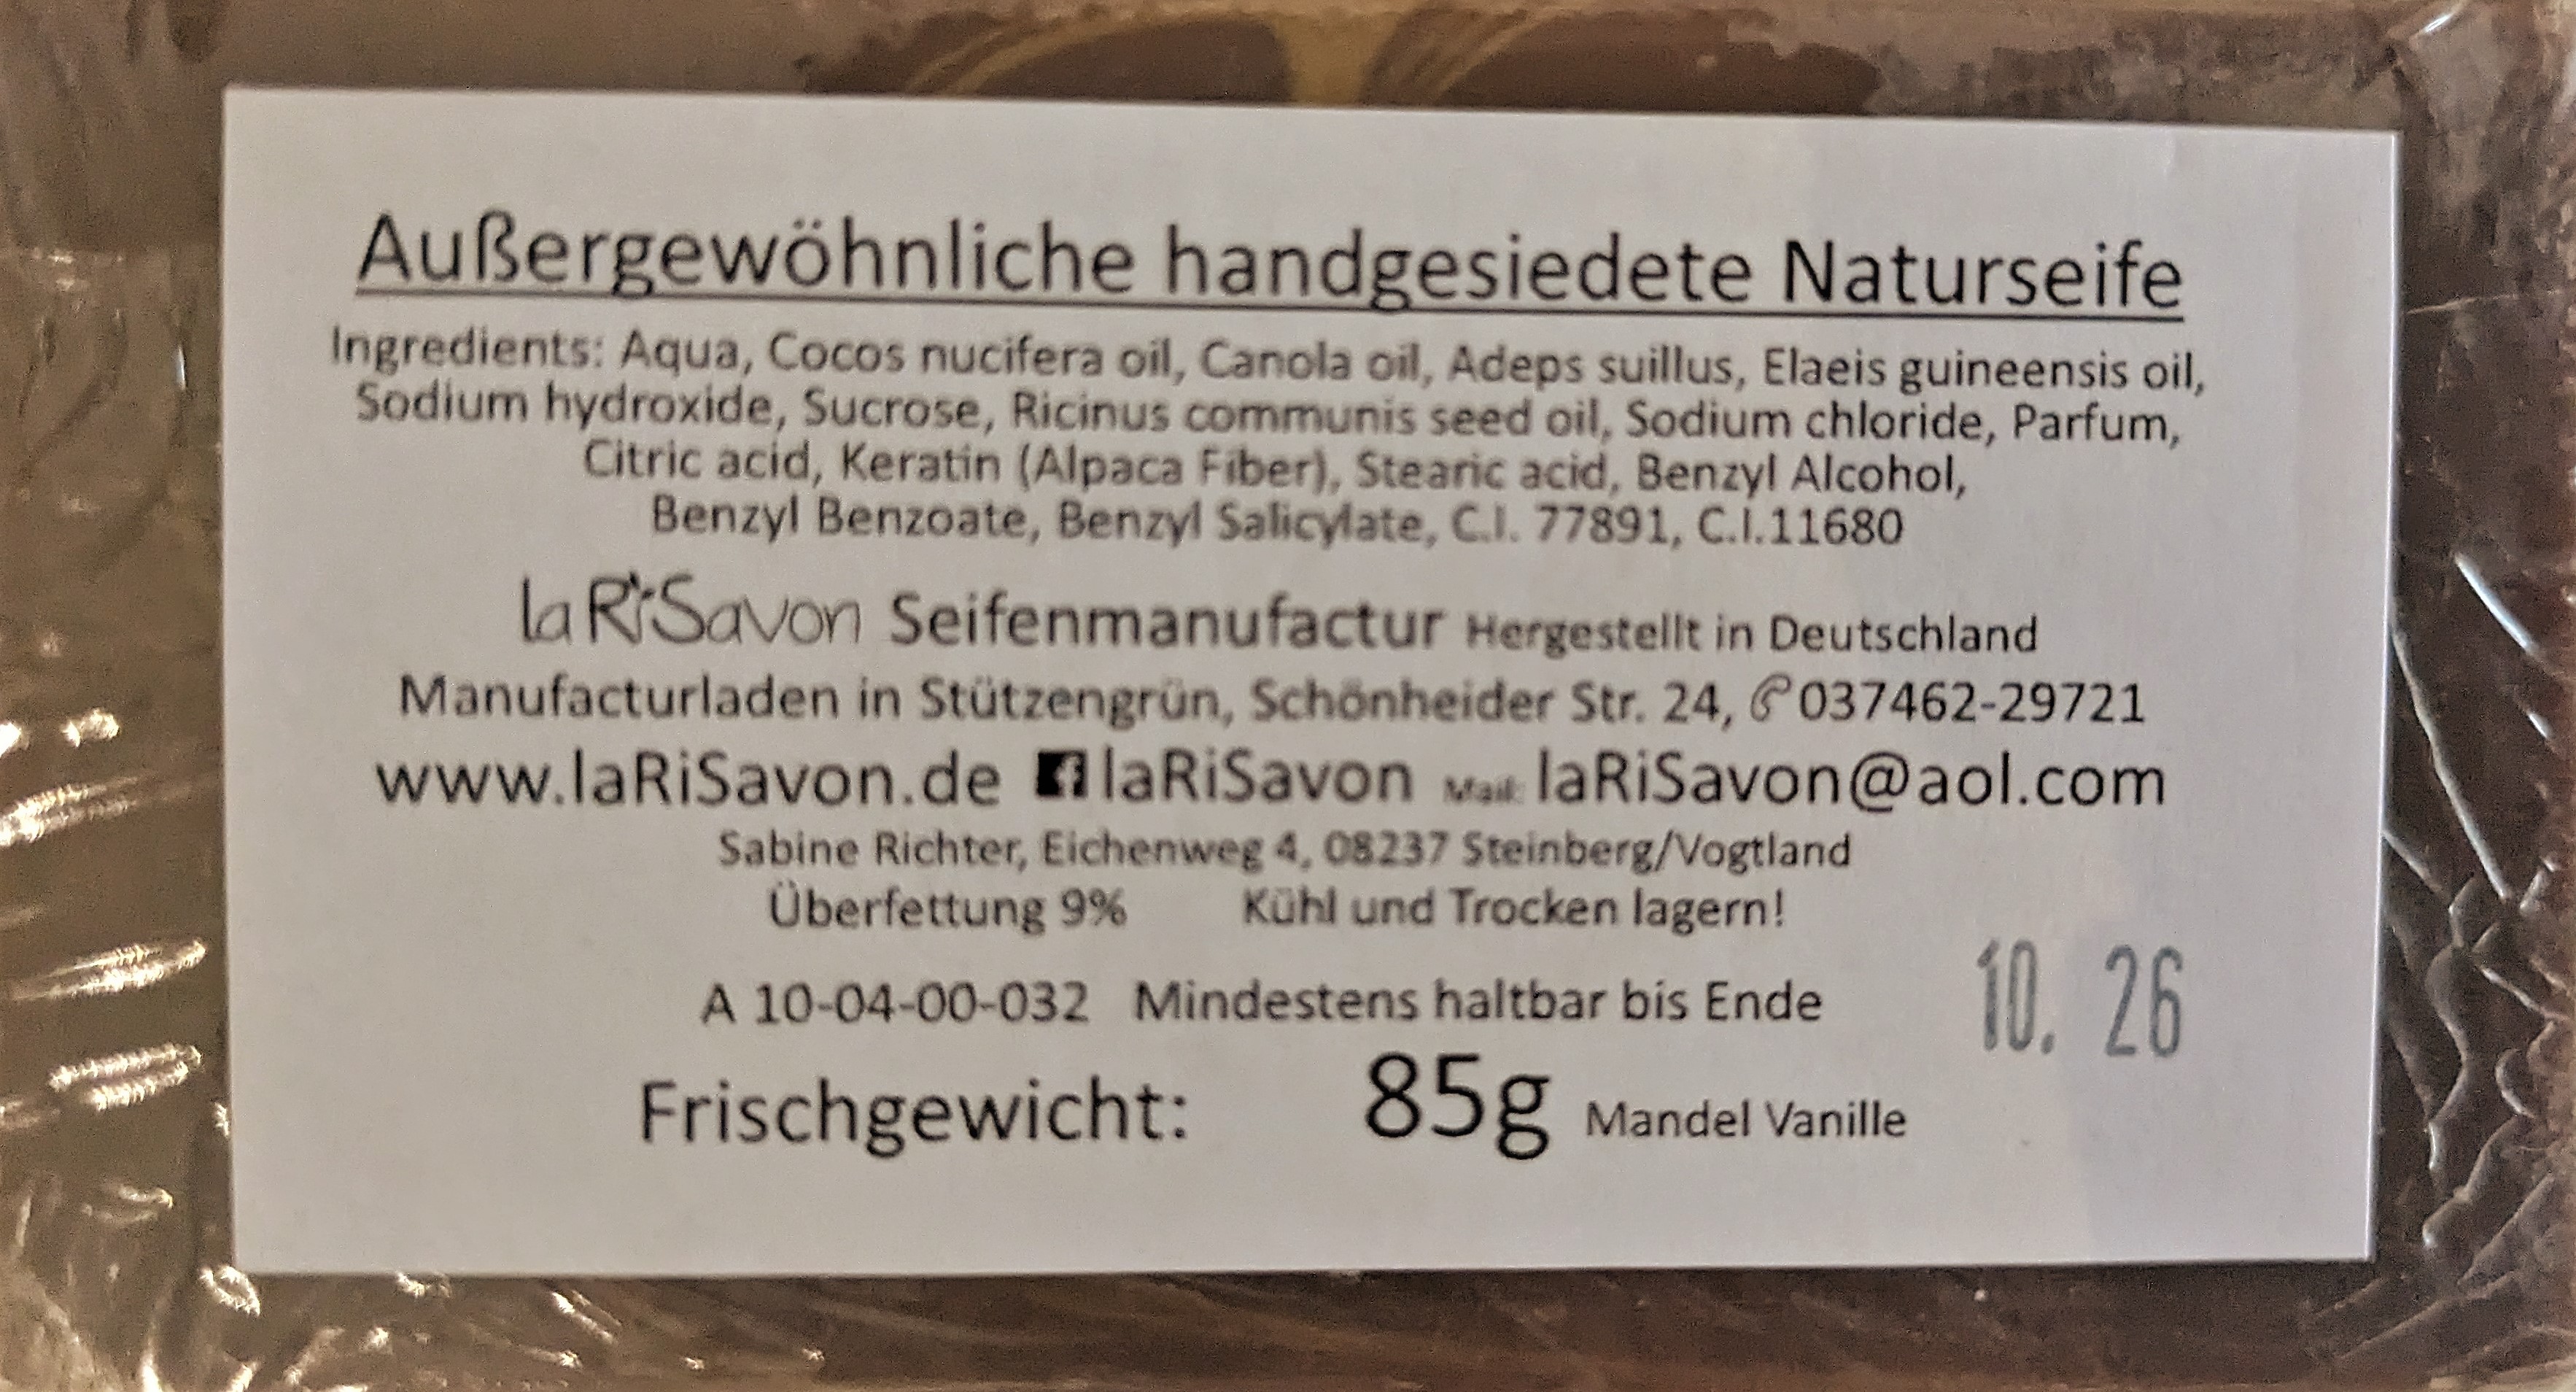 Außergewöhnliche handgesiedete Naturseife
Ingredients: Aqua, Cocos nucifera oil, Canola oil, Adeps suillus, Elaeis guineensis oil,
Sodium hydroxide, Sucrose, Ricinus communis seed oil, Sodium chloride, Parfum,
Citric acid, Keratin (Alpaca Fiber), Stearic acid, Benzyl Alcohol,
Benzyl Benzoate, Benzyl Salicylate, C.I. 77891, C.I.11680
laRiSavon Seifenmanufactur Hergestellt in Deutschland
Manufacturladen in Stützengrün, Schönheider Str. 24, ✆037462-29721
www.laRiSavon.de f laRiSavon Mail: laRiSavon@aol.com
Sabine Richter, Eichenweg 4, 08237 Steinberg/Vogtland
Überfettung 9% Kühl und Trocken lagern!
A 10-04-00-032 Mindestens haltbar bis Ende 10. 26
Frischgewicht: 85g Mandel Vanille